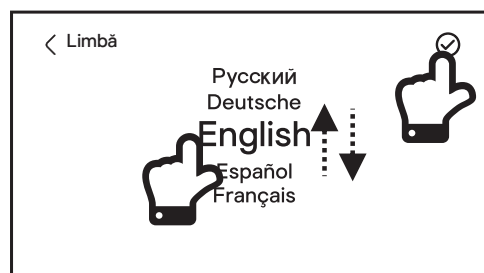 Limbă
Русский
Deutsche
English
Español
Français